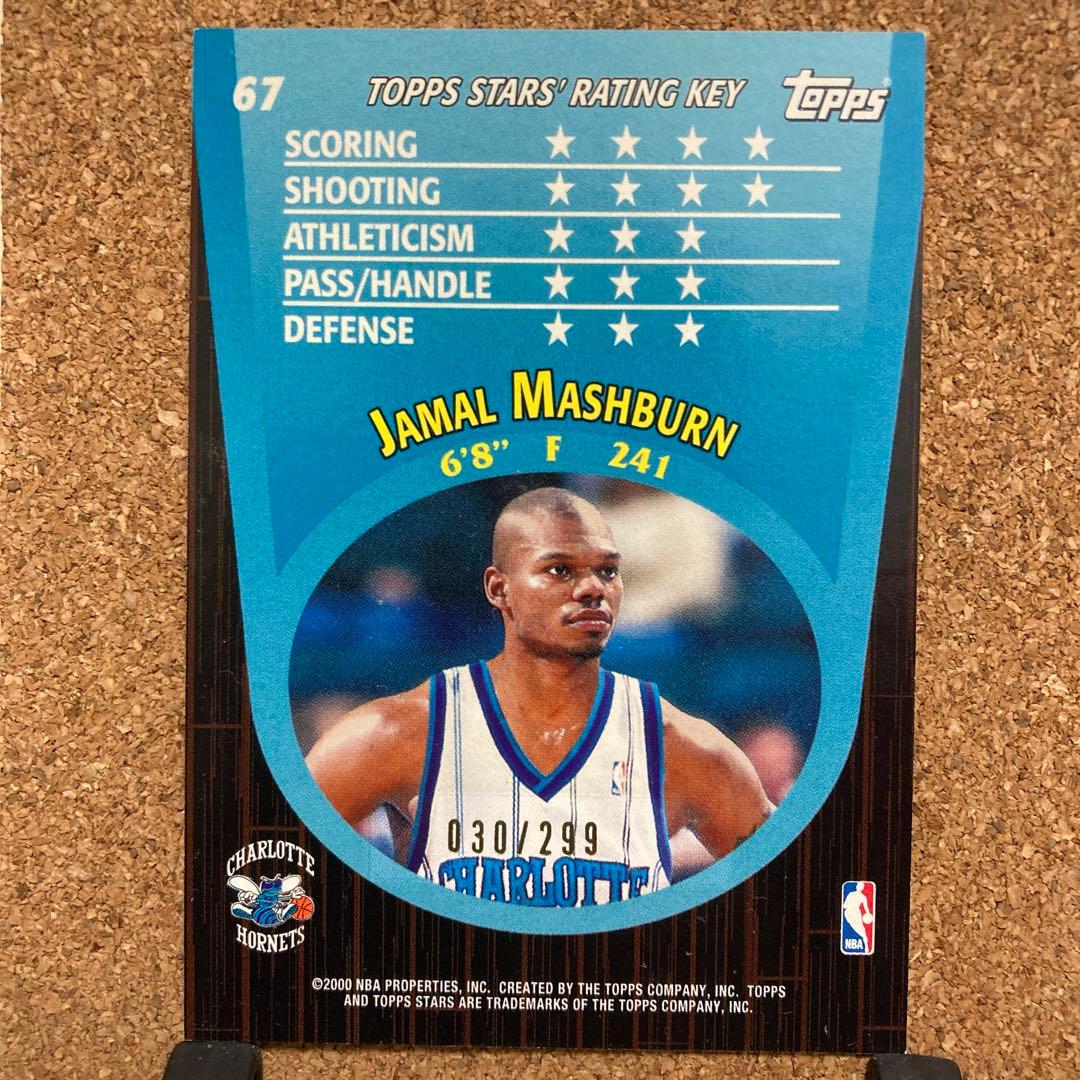 67 TOPPS STARS' RATING KEY Topps®
SCORING ★ ★ ★ ★
SHOOTING ★ ★ ★ ★
ATHLETICISM ★ ★ ★
PASS/HANDLE ★ ★ ★
DEFENSE ★ ★ ★
JAMAL MASHBURN
6'8" F 241
030/299
CHARLOTTE
CHARLOTTE
HORNETS
NBA
©2000 NBA PROPERTIES, INC. CREATED BY THE TOPPS COMPANY, INC. TOPPS
AND TOPPS STARS ARE TRADEMARKS OF THE TOPPS COMPANY, INC.